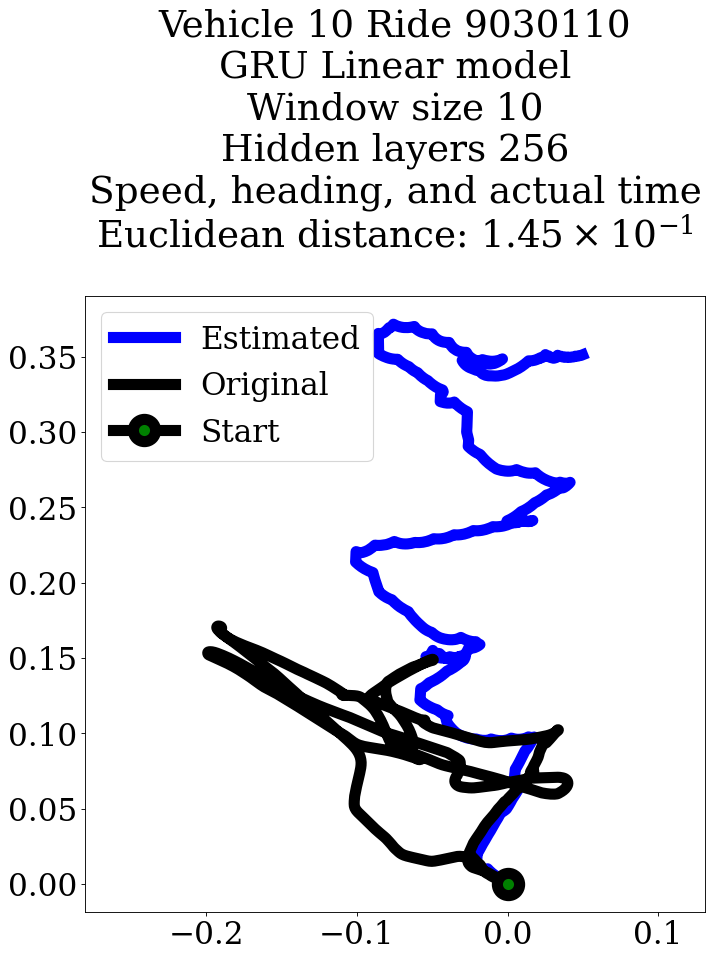 Vehicle 10 Ride 9030110
GRU Linear model
Window size 10
Hidden layers 256
Speed, heading, and actual time
Euclidean distance: 1.45 × 10⁻¹
Estimated
Original
Start
0.35
0.30
0.25
0.20
0.15
0.10
0.05
0.00
−0.2
−0.1
0.0
0.1